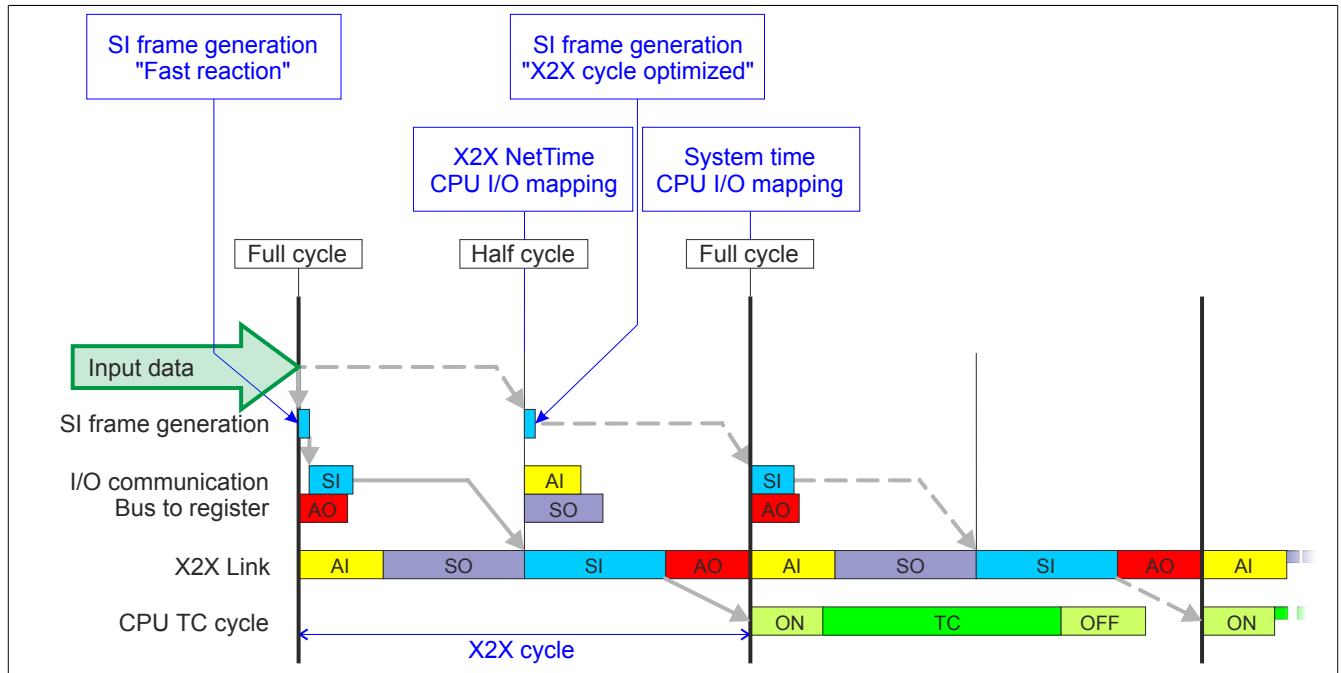 SI frame generation
"Fast reaction"
SI frame generation
"X2X cycle optimized"
X2X NetTime
CPU I/O mapping
System time
CPU I/O mapping
Full cycle
Half cycle
Full cycle
Input data
SI frame generation
I/O communication
Bus to register
SI
AO
AI
SO
SI
AO
X2X Link
AI
SO
SI
AO
AI
SO
SI
AO
AI
CPU TC cycle
ON
TC
OFF
ON
X2X cycle